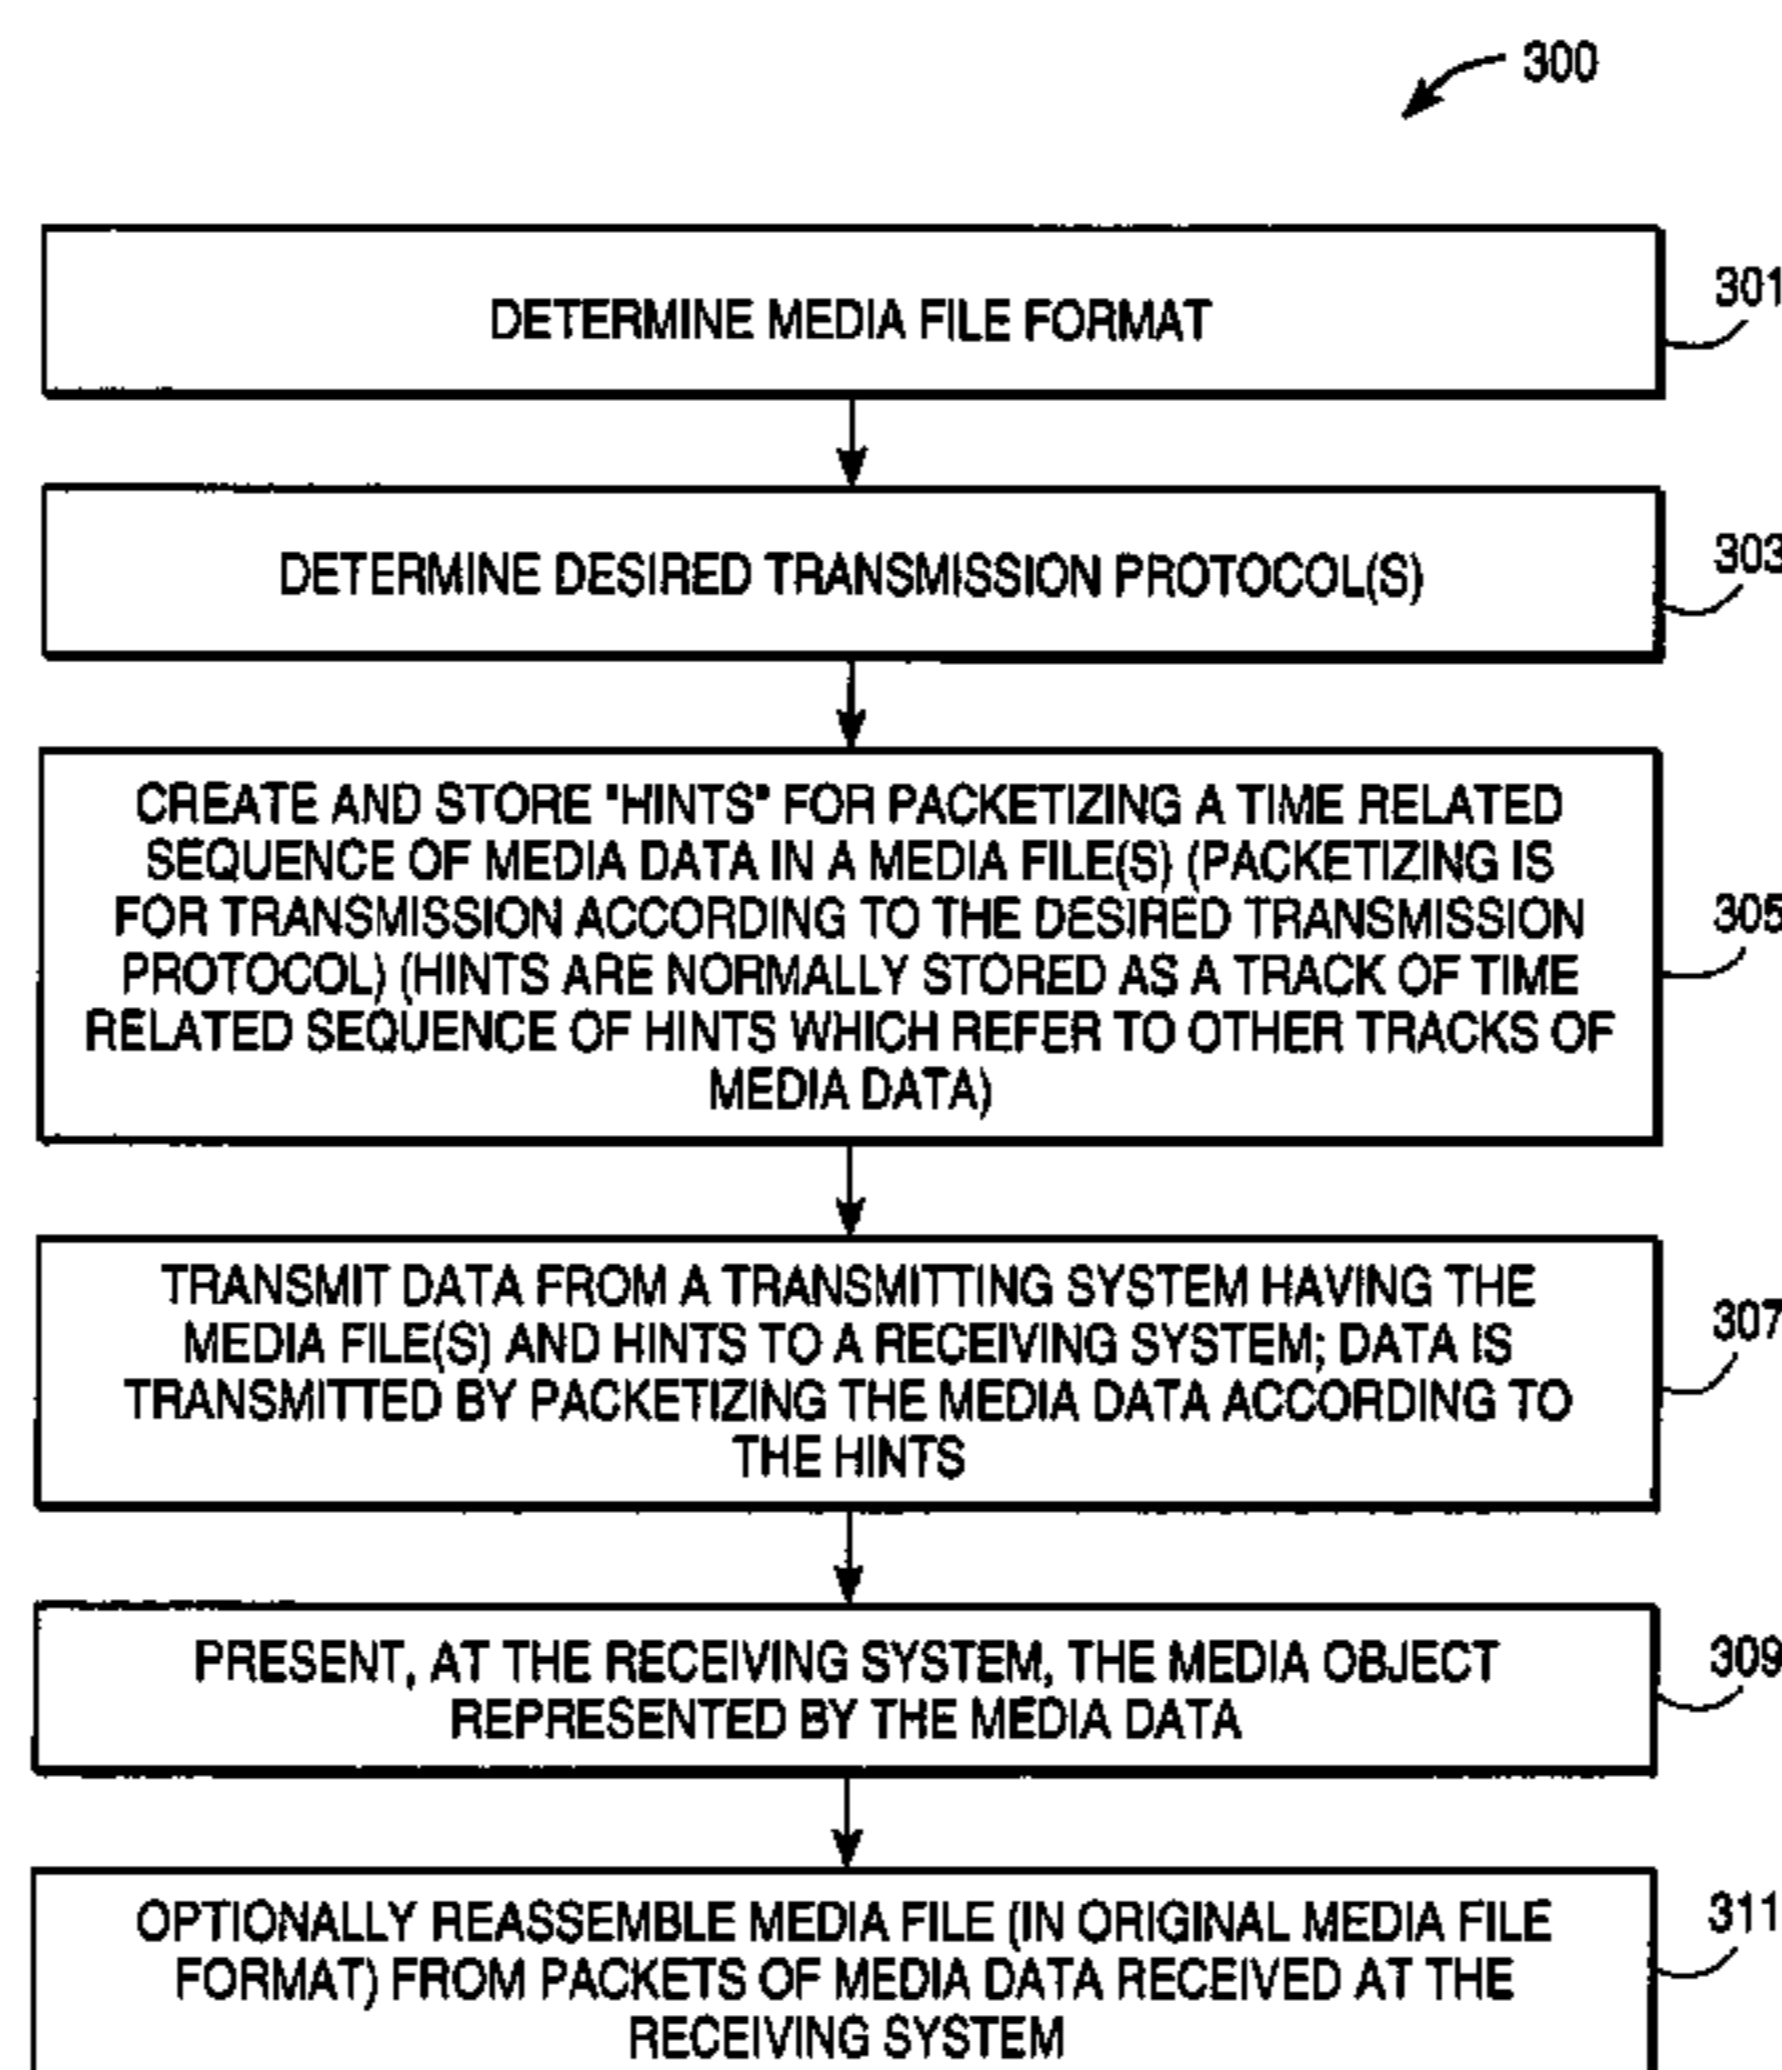 300
DETERMINE MEDIA FILE FORMAT
301
DETERMINE DESIRED TRANSMISSION PROTOCOL(S)
303
CREATE AND STORE "HINTS" FOR PACKETIZING A TIME RELATED
SEQUENCE OF MEDIA DATA IN A MEDIA FILE(S) (PACKETIZING IS
FOR TRANSMISSION ACCORDING TO THE DESIRED TRANSMISSION
PROTOCOL) (HINTS ARE NORMALLY STORED AS A TRACK OF TIME
RELATED SEQUENCE OF HINTS WHICH REFER TO OTHER TRACKS OF
MEDIA DATA)
305
TRANSMIT DATA FROM A TRANSMITTING SYSTEM HAVING THE
MEDIA FILE(S) AND HINTS TO A RECEIVING SYSTEM; DATA IS
TRANSMITTED BY PACKETIZING THE MEDIA DATA ACCORDING TO
THE HINTS
307
PRESENT, AT THE RECEIVING SYSTEM, THE MEDIA OBJECT
REPRESENTED BY THE MEDIA DATA
309
OPTIONALLY REASSEMBLE MEDIA FILE (IN ORIGINAL MEDIA FILE
FORMAT) FROM PACKETS OF MEDIA DATA RECEIVED AT THE
RECEIVING SYSTEM
311